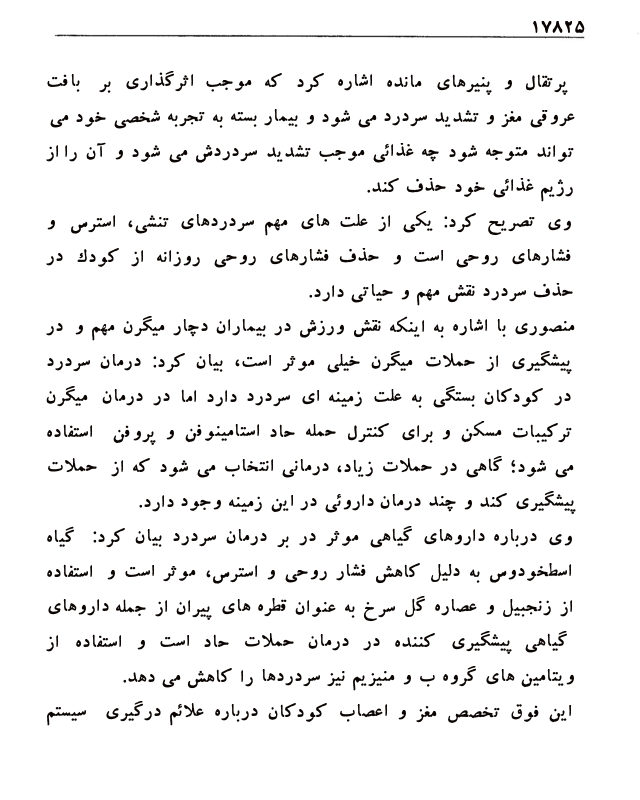 ۱۷۸۲۵
پرتقال و پنیرهای مانده اشاره کرد که موجب اثرگذاری بر بافت
عروقی مغز و تشدید سردرد می شود و بیمار بسته به تجربه شخصی خود می
تواند متوجه شود چه غذائی موجب تشدید سردردش می شود و آن را از
رژیم غذائی خود حذف کند.
وی تصریح کرد: یکی از علت های مهم سردردهای تنشی، استرس و
فشارهای روحی است و حذف فشارهای روحی روزانه از کودك در
حذف سردرد نقش مهم و حیاتی دارد.
منصوری با اشاره به اینکه نقش ورزش در بیماران دچار میگرن مهم و در
پیشگیری از حملات میگرن خیلی موثر است، بیان کرد: درمان سردرد
در کودکان بستگی به علت زمینه ای سردرد دارد اما در درمان میگرن
ترکیبات مسکن و برای کنترل حمله حاد استامینوفن و پروفن استفاده
می شود؛ گاهی در حملات زیاد، درمانی انتخاب می شود که از حملات
پیشگیری کند و چند درمان داروئی در این زمینه وجود دارد.
وی درباره داروهای گیاهی موثر در بر درمان سردرد بیان کرد: گیاه
اسطخودوس به دلیل کاهش فشار روحی و استرس، موثر است و استفاده
از زنجبیل و عصاره گل سرخ به عنوان قطره های پیران از جمله داروهای
گیاهی پیشگیری کننده در درمان حملات حاد است و استفاده از
ویتامین های گروه ب و منیزیم نیز سردردها را کاهش می دهد.
این فوق تخصص مغز و اعصاب کودکان درباره علائم درگیری سیستم